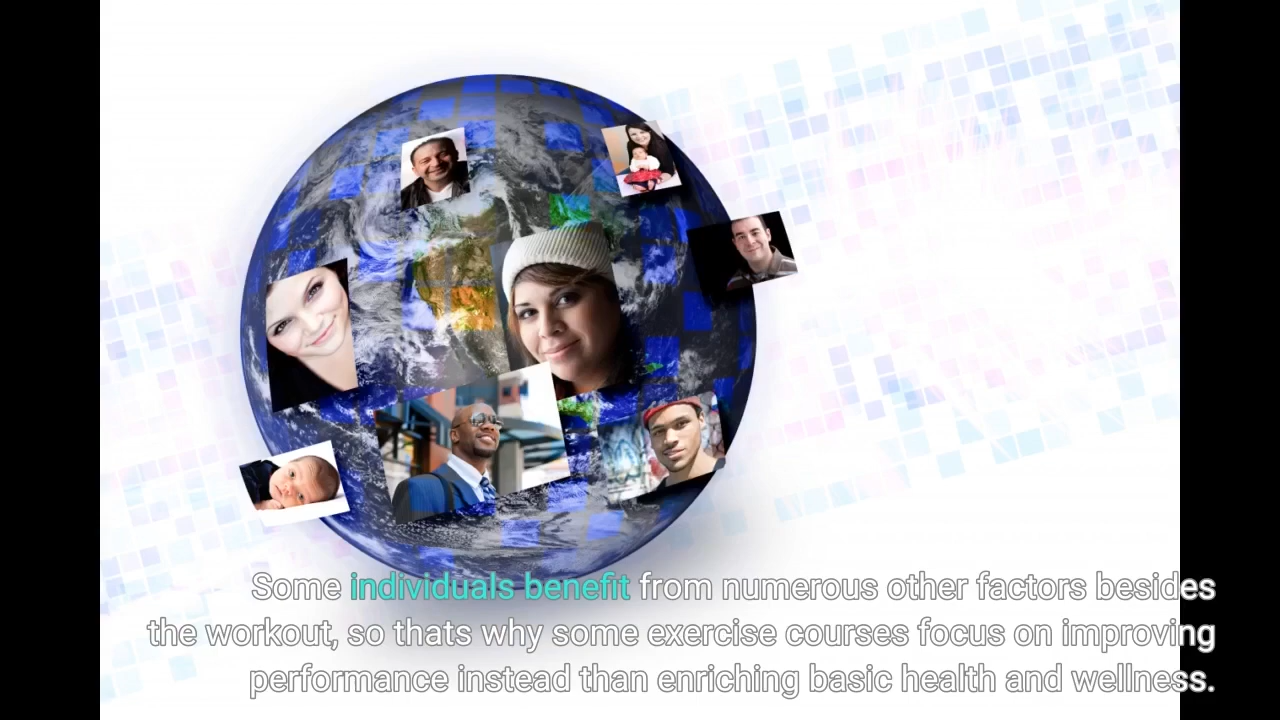 Some individuals benefit from numerous other factors besides
the workout, so thats why some exercise courses focus on improving
performance instead than enriching basic health and wellness.